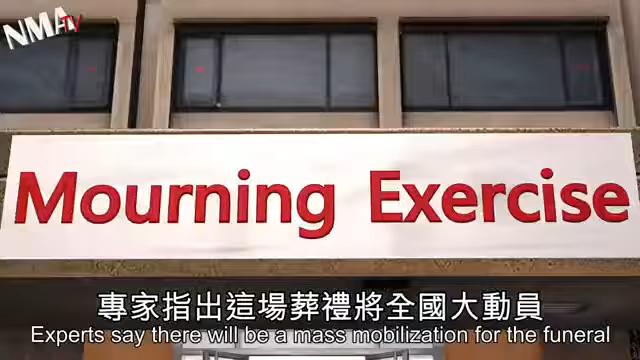 NMA TV
Mourning Exercise
專家指出這場葬禮將全國大動員
Experts say there will be a mass mobilization for the funeral